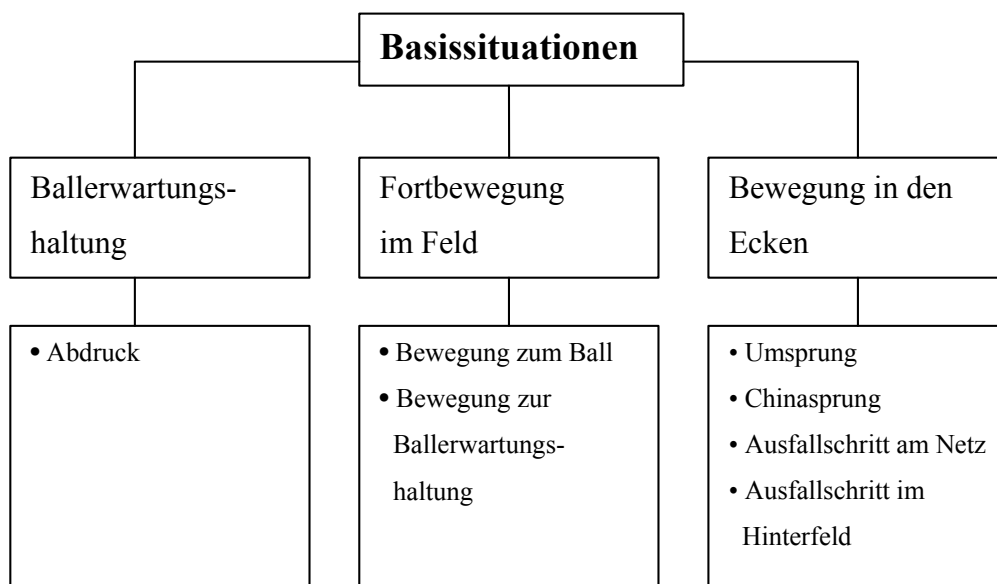 Basissituationen
Ballerwartungs-
haltung
Fortbewegung
im Feld
Bewegung in den
Ecken
• Abdruck
• Bewegung zum Ball
• Bewegung zur
Ballerwartungs-
haltung
• Umsprung
• Chinasprung
• Ausfallschritt am Netz
• Ausfallschritt im
Hinterfeld